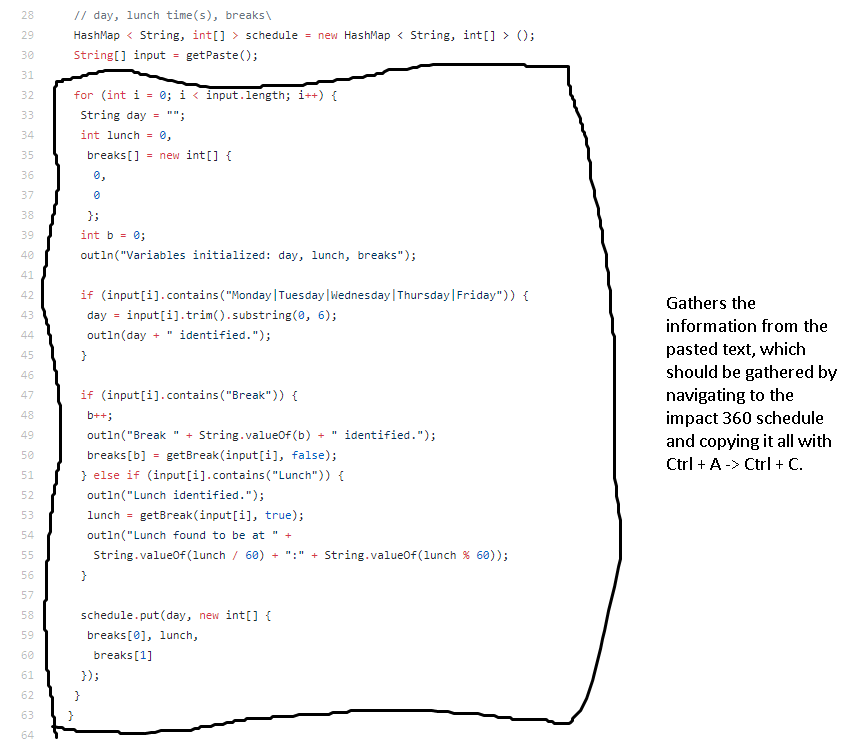 28 // day, lunch time(s), breaks\
29 HashMap < String, int[] > schedule = new HashMap < String, int[] > ();
30 String[] input = getPaste();
31
32 for (int i = 0; i < input.length; i++) {
33 String day = "";
34 int lunch = 0,
35 breaks[] = new int[] {
36 0,
37 0
38 };
39 int b = 0;
40 outln("Variables initialized: day, lunch, breaks");
41
42 if (input[i].contains("Monday|Tuesday|Wednesday|Thursday|Friday")) {
43 day = input[i].trim().substring(0, 6);
44 outln(day + " identified.");
45 }
46
47 if (input[i].contains("Break")) {
48 b++;
49 outln("Break " + String.valueOf(b) + " identified.");
50 breaks[b] = getBreak(input[i], false);
51 } else if (input[i].contains("Lunch")) {
52 outln("Lunch identified.");
53 lunch = getBreak(input[i], true);
54 outln("Lunch found to be at " +
55 String.valueOf(lunch / 60) + ":" + String.valueOf(lunch % 60));
56 }
57
58 schedule.put(day, new int[] {
59 breaks[0], lunch,
60 breaks[1]
61 });
62 }
63 }
64
Gathers the
information from the
pasted text, which
should be gathered by
navigating to the
impact 360 schedule
and copying it all with
Ctrl + A -> Ctrl + C.